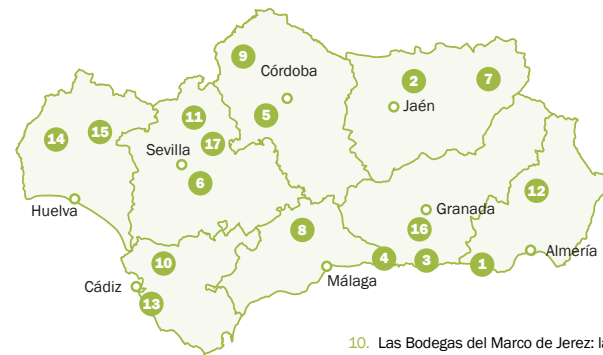 9
Córdoba
2
7
Jaén
5
11
15
14
17
Sevilla
6
12
Huelva
Granada
16
8
Almería
10
4
3
1
Málaga
Cádiz
13
10. Las Bodegas del Marco de Jerez: la